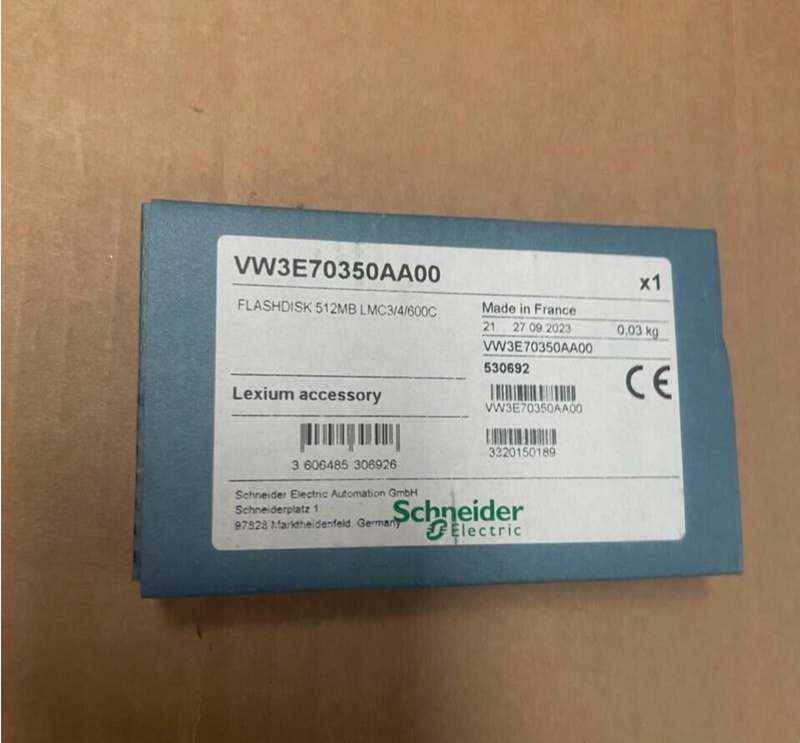 VW3E70350AA00
x1
FLASHDISK 512MB LMC3/4/600C
Made in France
21 27.09.2023 0,03 kg
VW3E70350AA00
530692
CE
Lexium accessory
VW3E70350AA00
3 606485 306926
3320150189
Schneider Electric Automation GmbH
Schneiderplatz 1
97828 Marktheidenfeld. Germany
Schneider
Electric